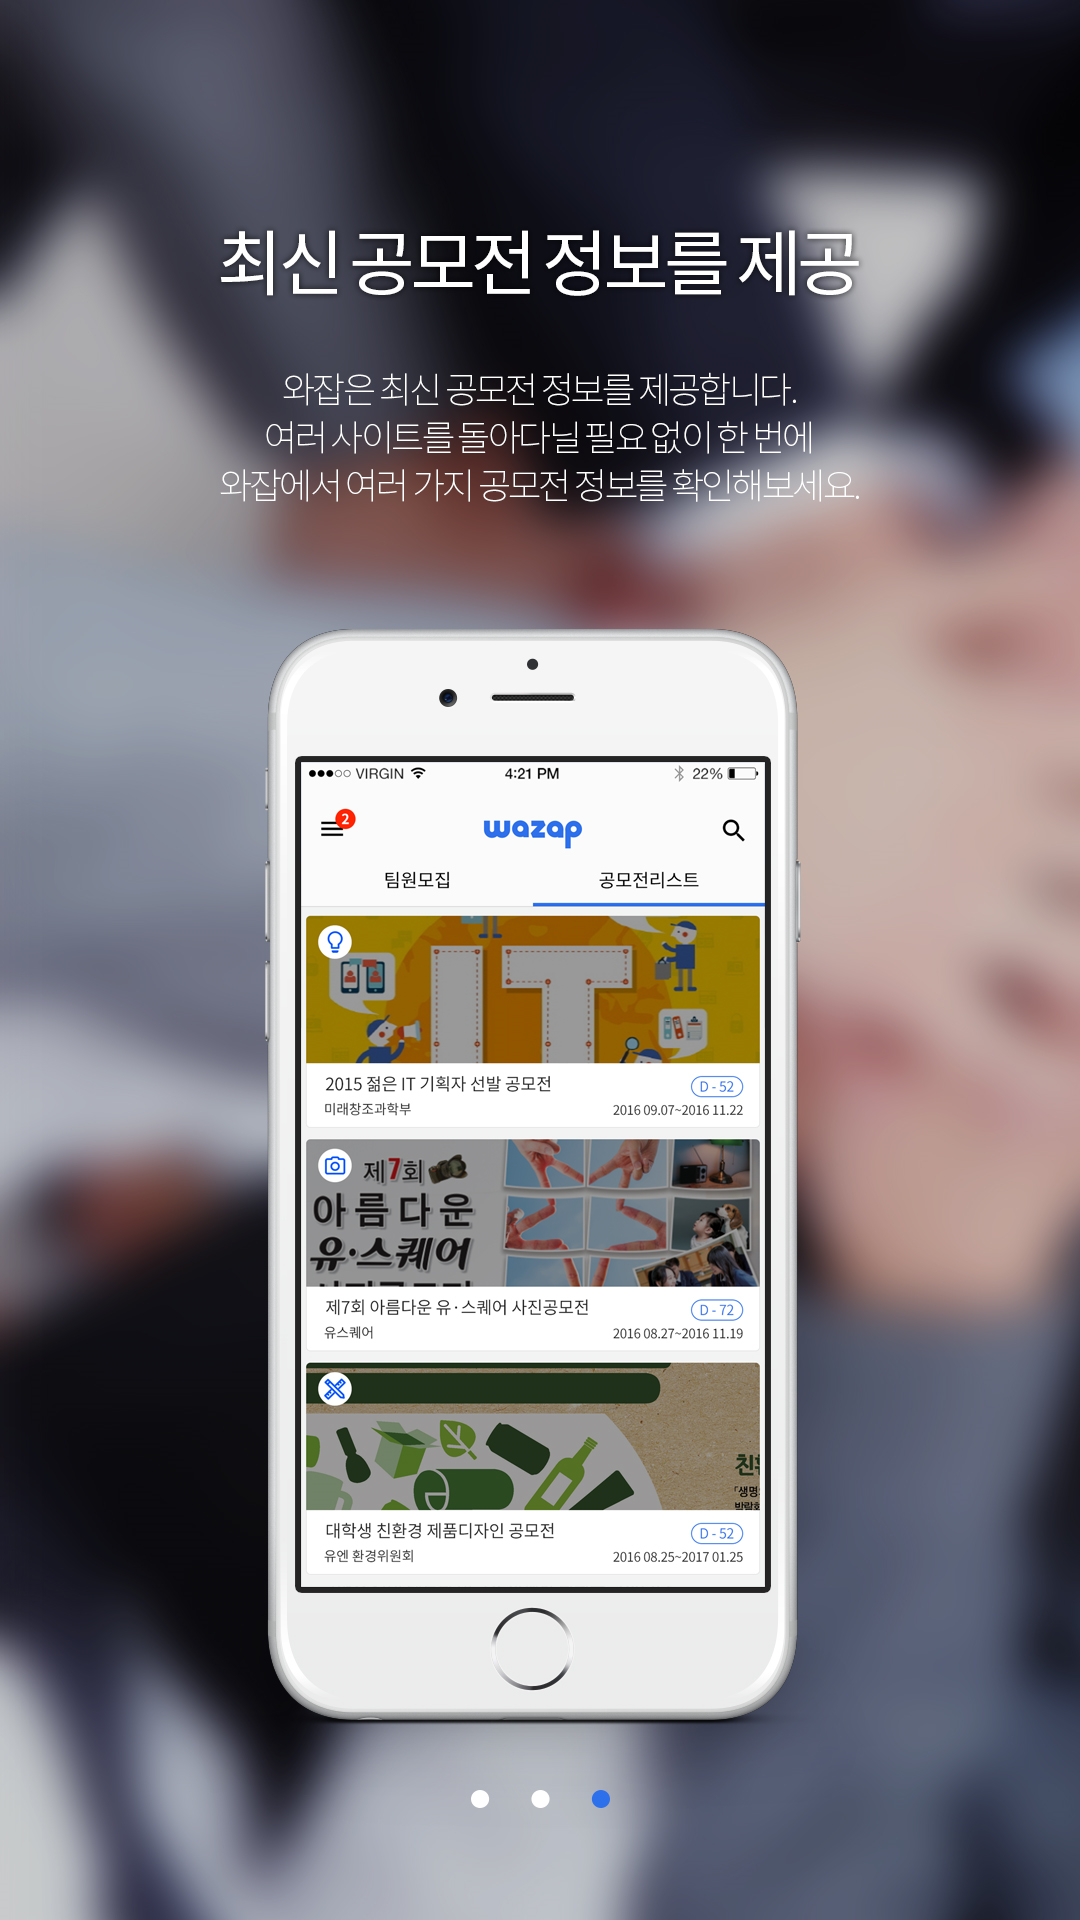 최신 공모전 정보를 제공
와잡은 최신 공모전 정보를 제공합니다.
여러 사이트를 돌아다닐 필요 없이 한 번에
와잡에서 여러 가지 공모전 정보를 확인해보세요.
VIRGIN 4:21 PM 22%
2
wazap
팀원모집 공모전리스트
IT
2015 젊은 IT 기획자 선발 공모전 D - 52
미래창조과학부 2016 09.07~2016 11.22
제7회
아름다운
유·스퀘어
제7회 아름다운 유·스퀘어 사진공모전 D - 72
유스퀘어 2016 08.27~2016 11.19
「생명
대학생 친환경 제품디자인 공모전 D - 52
유엔 환경위원회 2016 08.25~2017 01.25